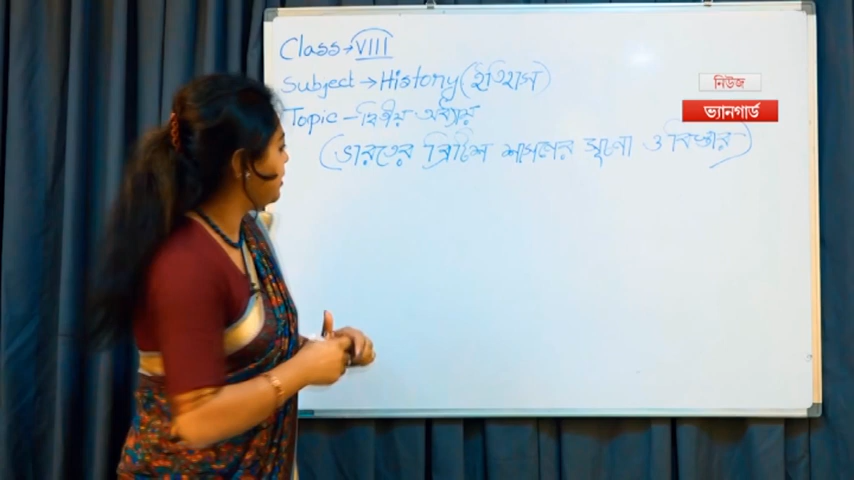 Class → VIII
Subject → History (ইতিহাস)
Topic - দ্বিতীয় অধ্যায়
(ভারতের ব্রিটিশ শাসনের সূচনা ও বিস্তার)
নিউজ
ভ্যানগার্ড